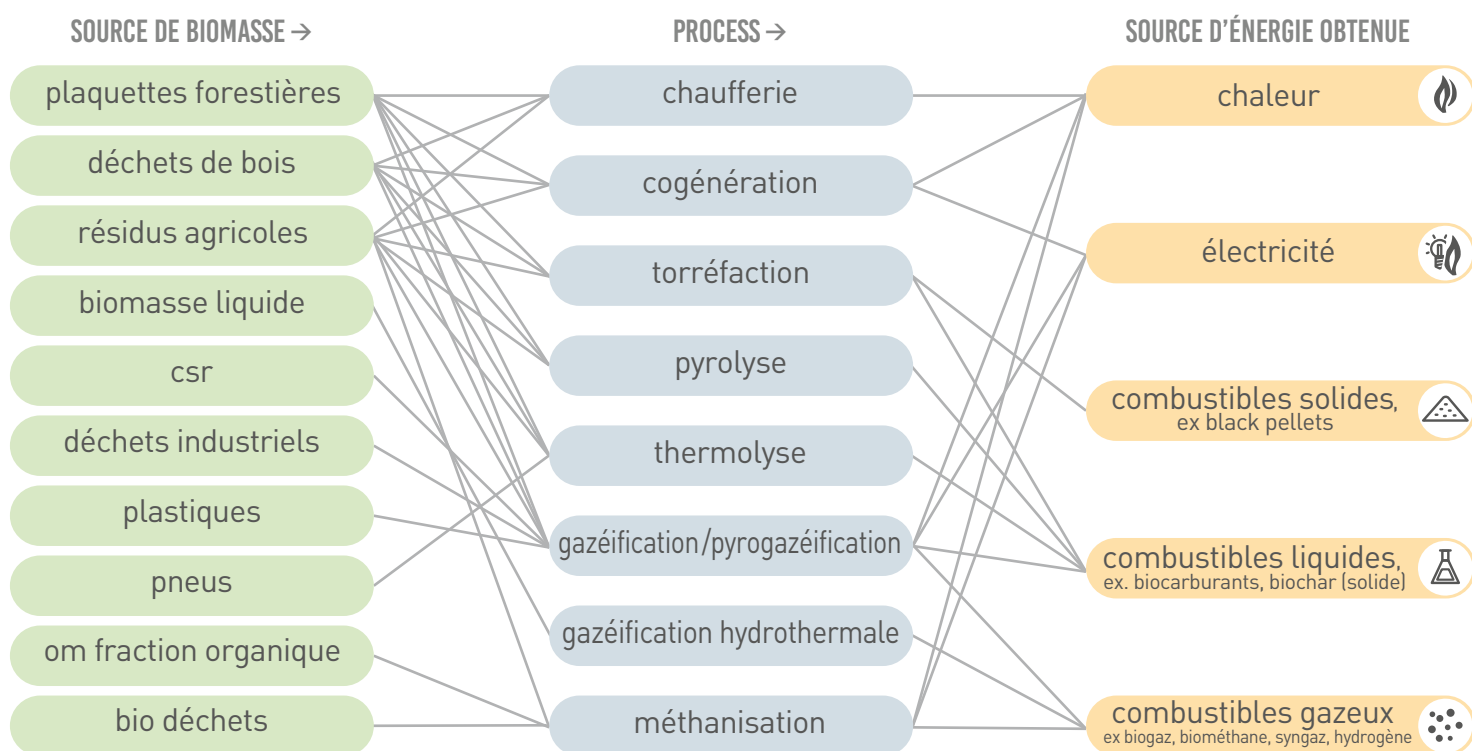 SOURCE DE BIOMASSE →
plaquettes forestières
déchets de bois
résidus agricoles
biomasse liquide
csr
déchets industriels
plastiques
pneus
om fraction organique
bio déchets
PROCESS →
chaufferie
cogénération
torréfaction
pyrolyse
thermolyse
gazéification/pyrogazéification
gazéification hydrothermale
méthanisation
SOURCE D'ÉNERGIE OBTENUE
chaleur
électricité
combustibles solides,
ex black pellets
combustibles liquides,
ex. biocarburants, biochar (solide)
combustibles gazeux
ex biogaz, biométhane, syngaz, hydrogène